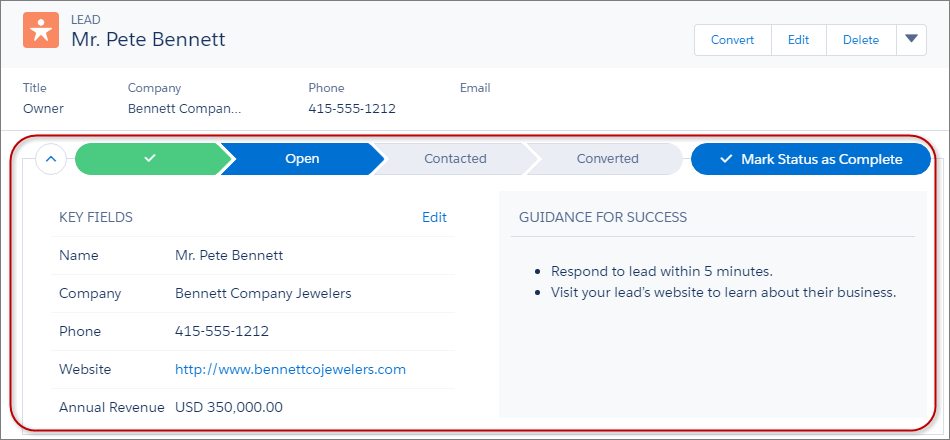 LEAD
Mr. Pete Bennett
Convert Edit Delete
Title Company Phone Email
Owner Bennett Compan... 415-555-1212
Open Contacted Converted Mark Status as Complete
KEY FIELDS Edit
Name Mr. Pete Bennett
Company Bennett Company Jewelers
Phone 415-555-1212
Website http://www.bennettcojewelers.com
Annual Revenue USD 350,000.00
GUIDANCE FOR SUCCESS
• Respond to lead within 5 minutes.
• Visit your lead's website to learn about their business.